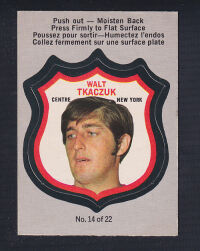 Push out — Moisten Back
Press Firmly to Flat Surface
Poussez pour sortir—Humectez l'endos
Collez fermement sur une surface plate
WALT
TKACZUK
CENTRE NEW YORK
No. 14 of 22